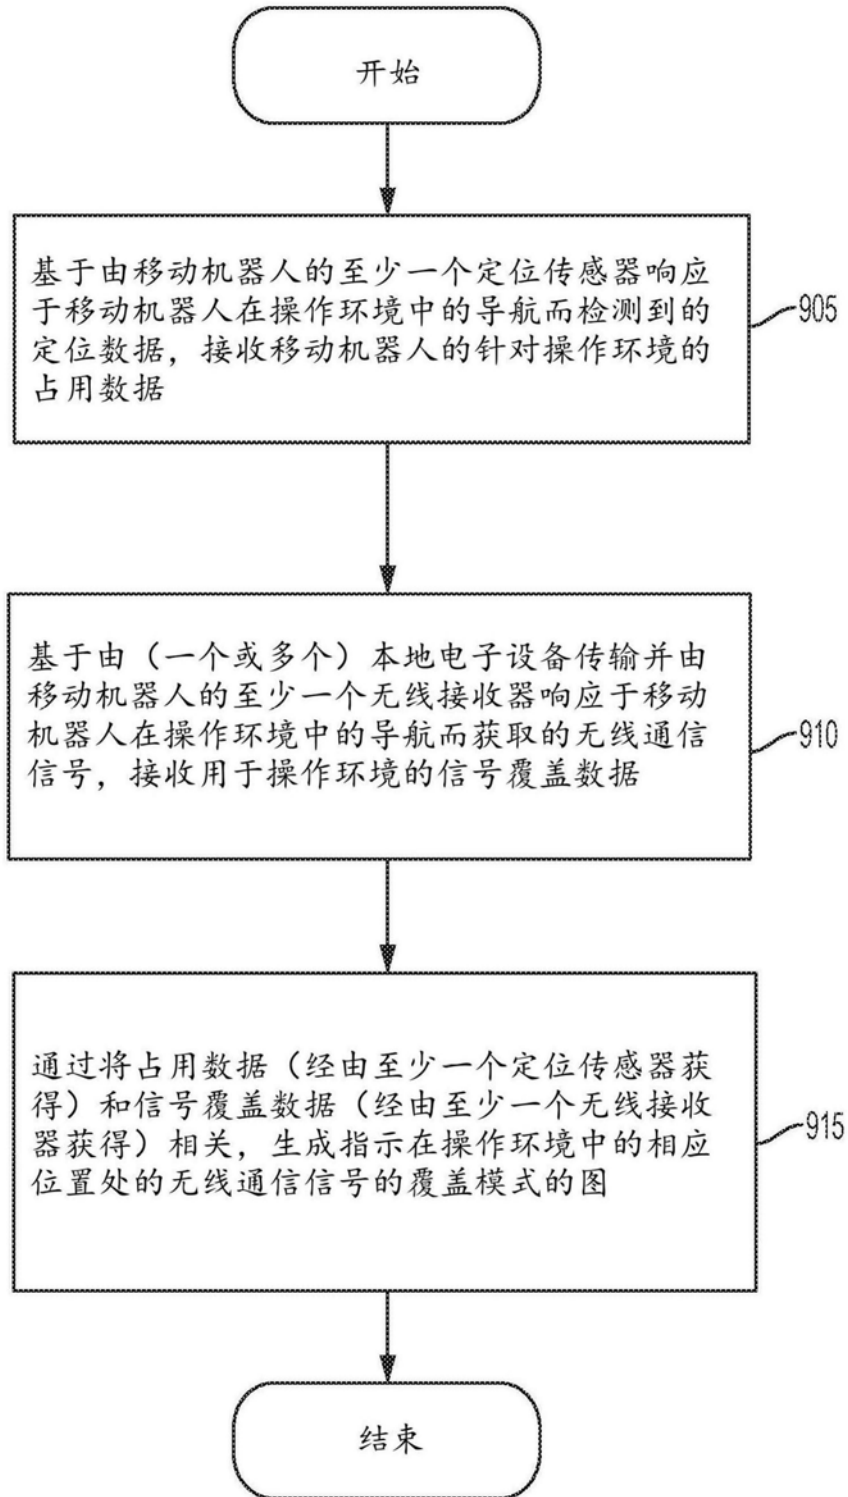 开始
基于由移动机器人的至少一个定位传感器响应
于移动机器人在操作环境中的导航而检测到的
定位数据，接收移动机器人的针对操作环境的
占用数据
905
基于由（一个或多个）本地电子设备传输并由
移动机器人的至少一个无线接收器响应于移动
机器人在操作环境中的导航而获取的无线通信
信号，接收用于操作环境的信号覆盖数据
910
通过将占用数据（经由至少一个定位传感器获
得）和信号覆盖数据（经由至少一个无线接收
器获得）相关，生成指示在操作环境中的相应
位置处的无线通信信号的覆盖模式的图
915
结束